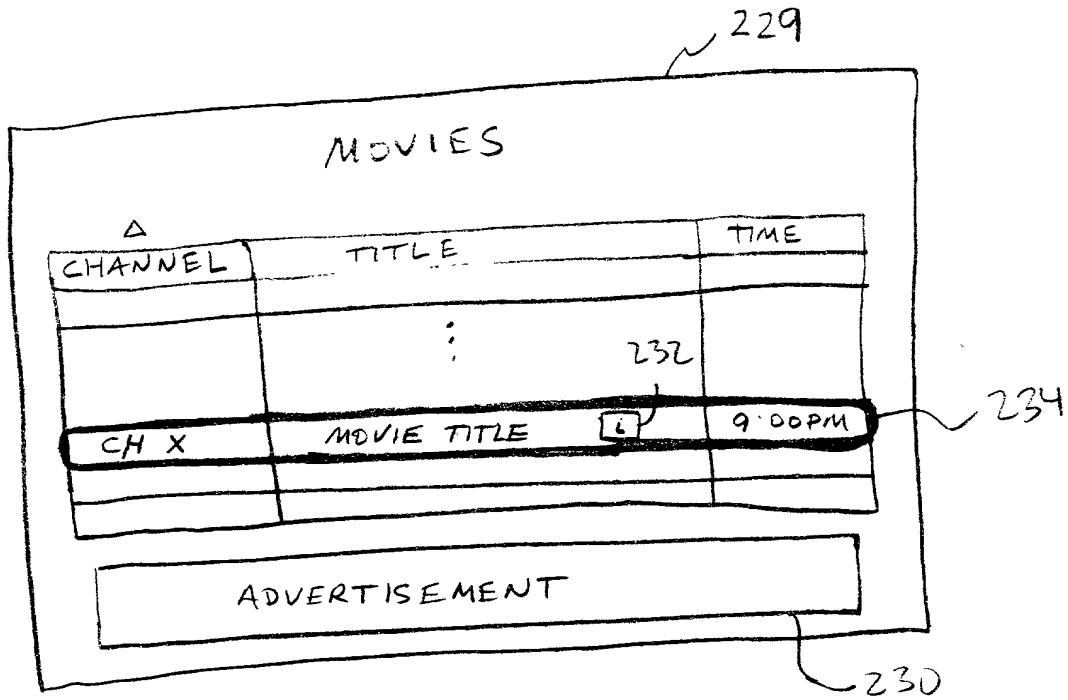 229
MOVIES
△
CHANNEL TITLE TIME
⋮
232
CH X MOVIE TITLE i 9:00PM
234
ADVERTISEMENT
230